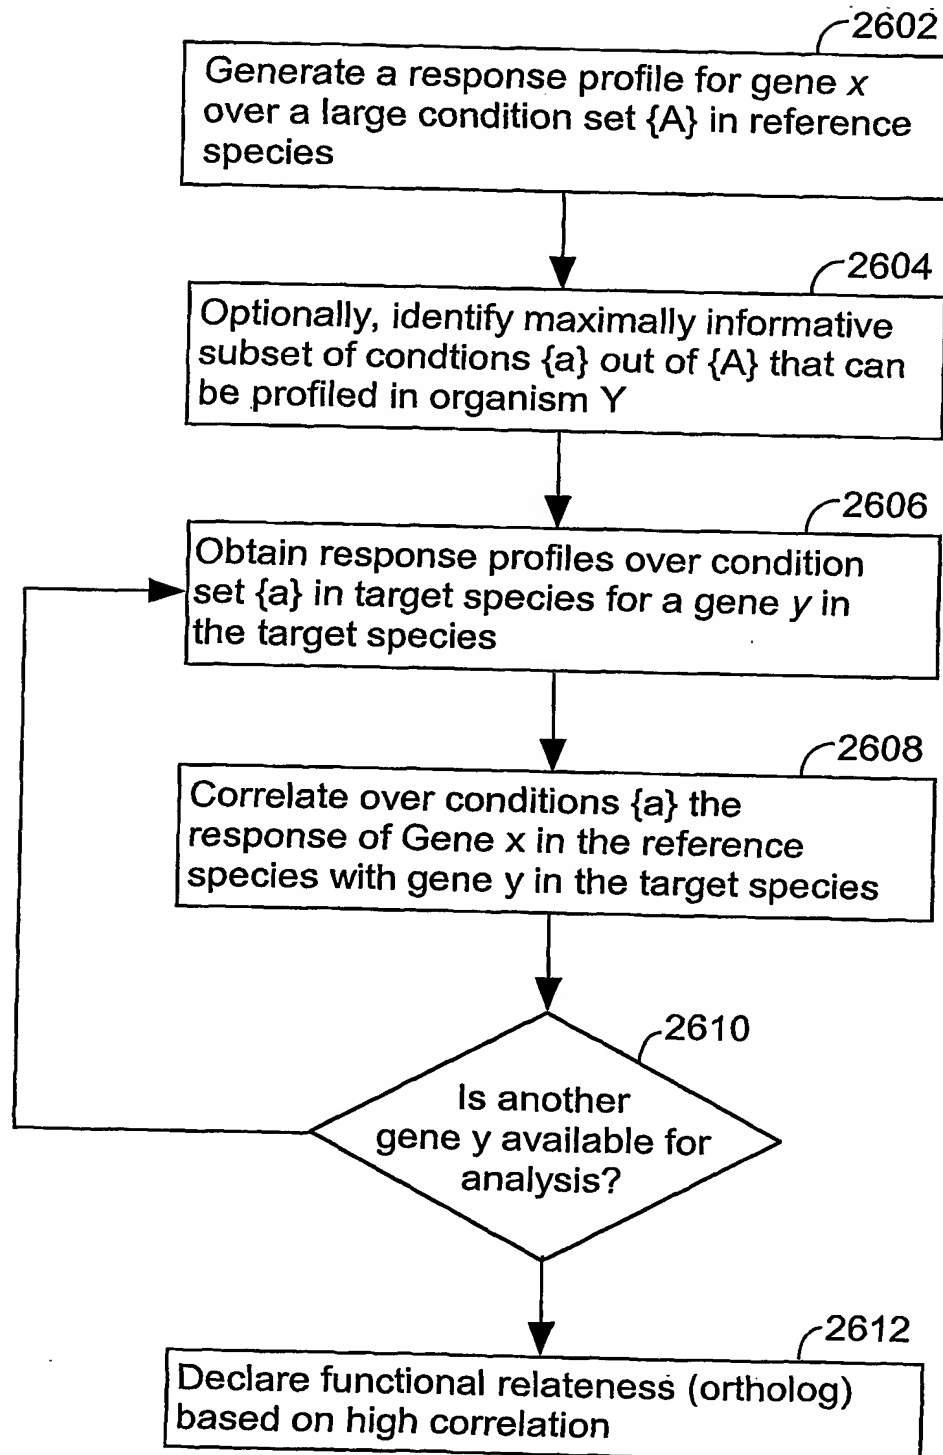 2602
Generate a response profile for gene x
over a large condition set {A} in reference
species
2604
Optionally, identify maximally informative
subset of condtions {a} out of {A} that can
be profiled in organism Y
2606
Obtain response profiles over condition
set {a} in target species for a gene y in
the target species
2608
Correlate over conditions {a} the
response of Gene x in the reference
species with gene y in the target species
2610
Is another
gene y available for
analysis?
2612
Declare functional relateness (ortholog)
based on high correlation